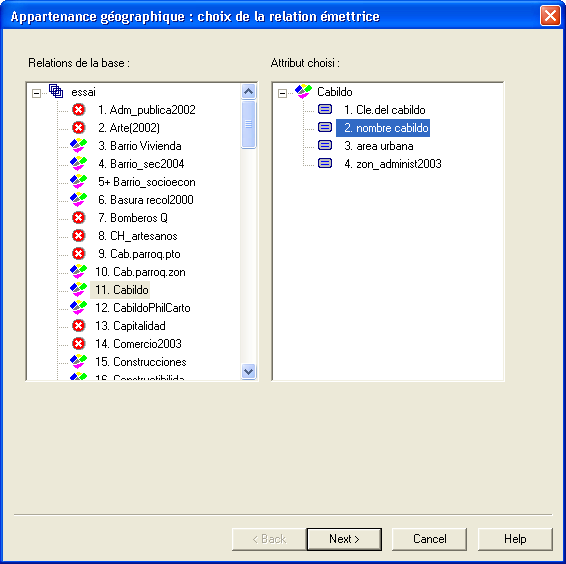 Appartenance géographique : choix de la relation émettrice
Relations de la base :
Attribut choisi :
essai
1. Adm_publica2002
2. Arte(2002)
3. Barrio Vivienda
4. Barrio_sec2004
5+ Barrio_socioecon
6. Basura recol2000
7. Bomberos Q
8. CH_artesanos
9. Cab.parroq.pto
10. Cab.parroq.zon
11. Cabildo
12. CabildoPhilCarto
13. Capitalidad
14. Comercio2003
15. Construcciones
16. Constructibilida
Cabildo
1. Cle.del cabildo
2. nombre cabildo
3. area urbana
4. zon_administ2003
< Back
Next >
Cancel
Help